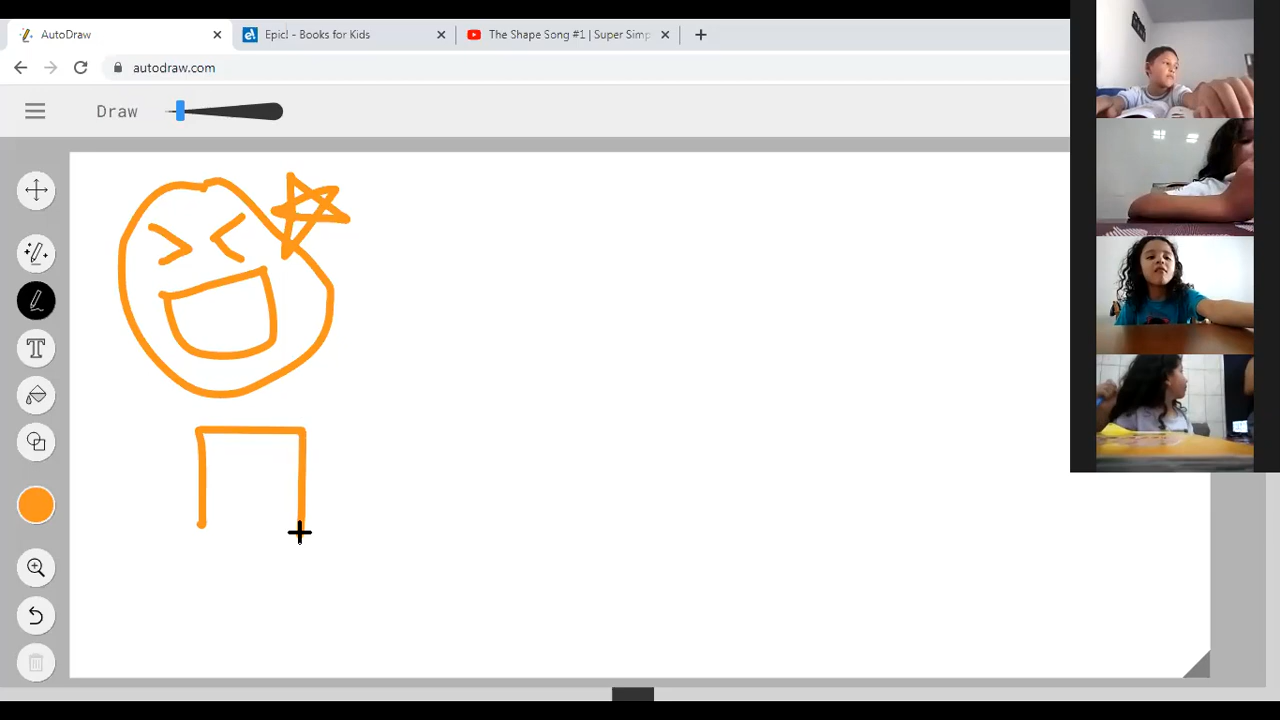 AutoDraw
Epic! - Books for Kids
The Shape Song #1 | Super Simp
autodraw.com
Draw
T